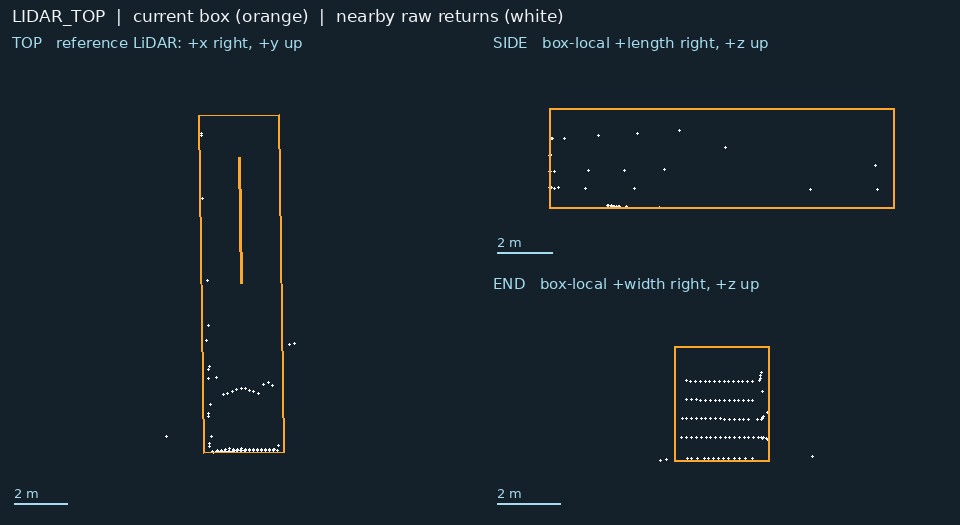 LIDAR_TOP | current box (orange) | nearby raw returns (white)
TOP reference LiDAR: +x right, +y up
SIDE box-local +length right, +z up
2 m
END box-local +width right, +z up
2 m
2 m